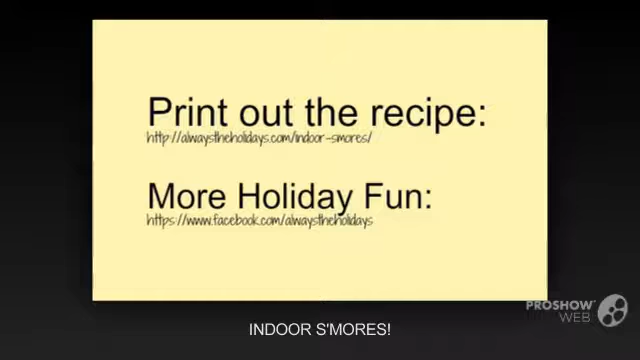 Print out the recipe:
http://alwaystheholidays.com/indoor-smores/
More Holiday Fun:
https://www.facebook.com/alwaystheholidays
PROSHOW
WEB
INDOOR S'MORES!